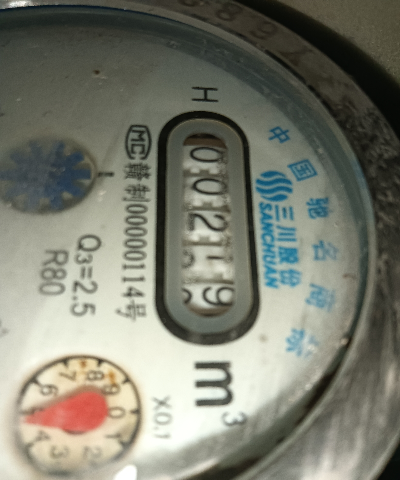 中国驰名商标
三川股份
SANCHUAN
H
m³
MC 赣制00000114号
Q3=2.5
R80
X0.1